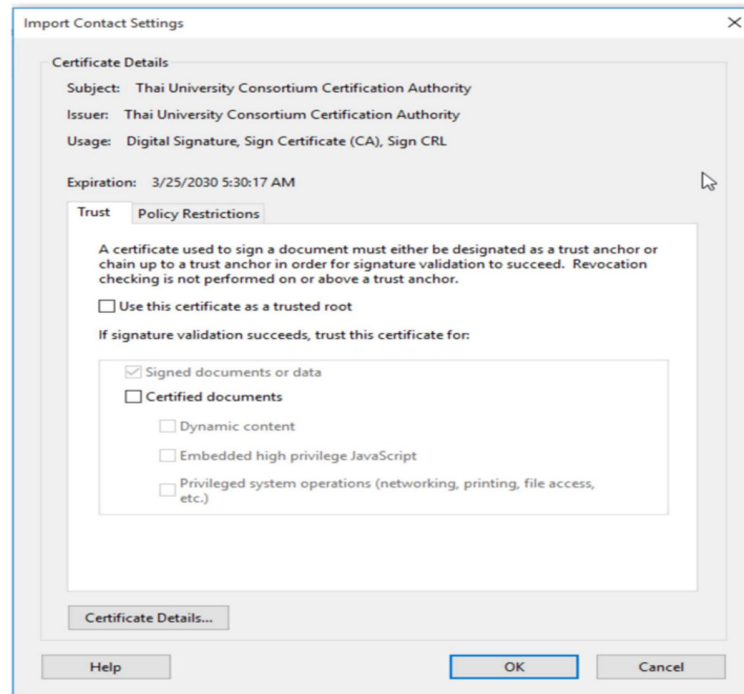 Import Contact Settings
Certificate Details
Subject: Thai University Consortium Certification Authority
Issuer: Thai University Consortium Certification Authority
Usage: Digital Signature, Sign Certificate (CA), Sign CRL
Expiration: 3/25/2030 5:30:17 AM
Trust Policy Restrictions
A certificate used to sign a document must either be designated as a trust anchor or
chain up to a trust anchor in order for signature validation to succeed. Revocation
checking is not performed on or above a trust anchor.
Use this certificate as a trusted root
If signature validation succeeds, trust this certificate for:
Signed documents or data
Certified documents
Dynamic content
Embedded high privilege JavaScript
Privileged system operations (networking, printing, file access,
etc.)
Certificate Details...
Help OK Cancel